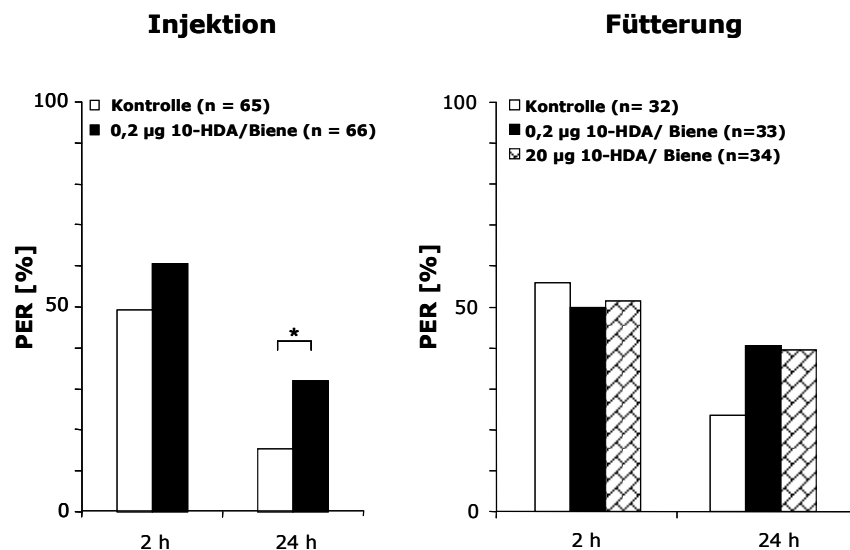 Injektion
100
Kontrolle (n = 65)
0,2 µg 10-HDA/Biene (n = 66)
PER [%]
50
*
0
2 h
24 h
Fütterung
100
Kontrolle (n= 32)
0,2 µg 10-HDA/ Biene (n=33)
20 µg 10-HDA/ Biene (n=34)
PER [%]
50
0
2 h
24 h